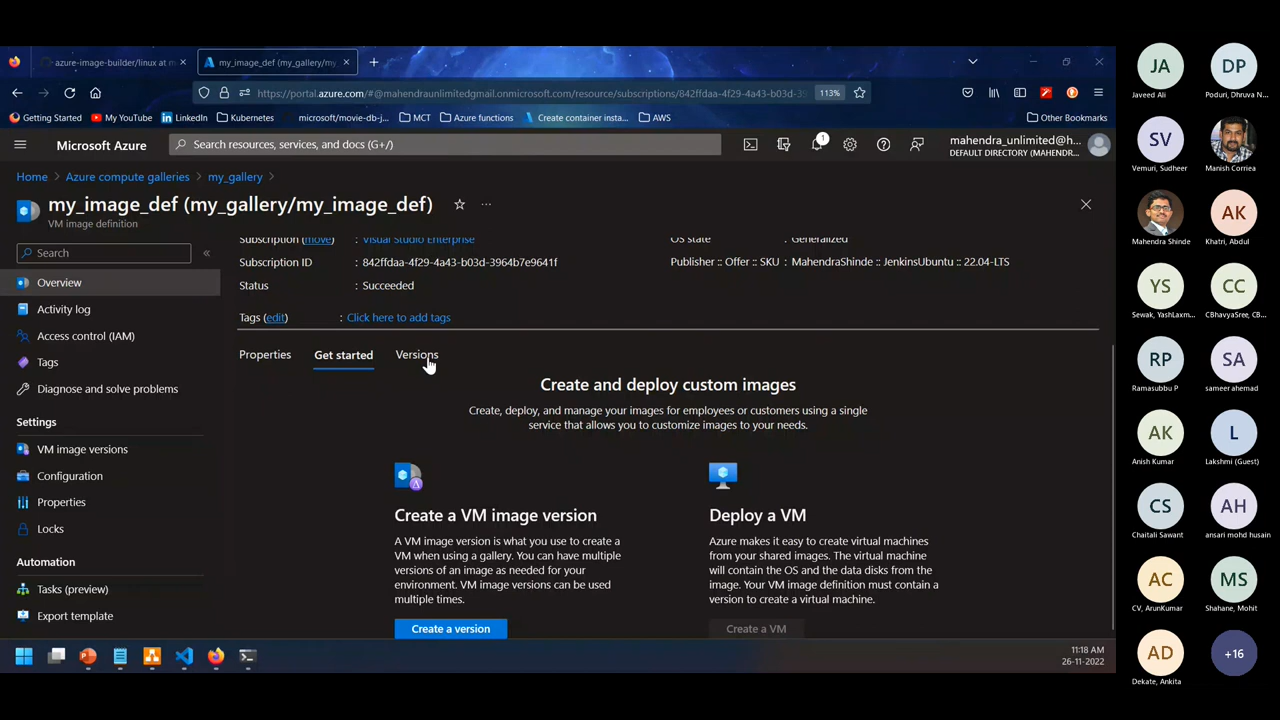 azure-image-builder/linux at m
my_image_def (my_gallery/my_
https://portal.azure.com/#@mahendraunlimitedgmail.onmicrosoft.com/resource/subscriptions/842ffdaa-4f29-4a43-b03d-39
113%
Getting Started
My YouTube
LinkedIn
Kubernetes
microsoft/movie-db-j...
MCT
Azure functions
Create container insta...
AWS
Other Bookmarks
Microsoft Azure
Search resources, services, and docs (G+/)
1
mahendra_unlimited@h...
DEFAULT DIRECTORY (MAHENDR...
Home > Azure compute galleries > my_gallery >
my_image_def (my_gallery/my_image_def)
VM image definition
Search
Overview
Activity log
Access control (IAM)
Tags
Diagnose and solve problems
Settings
VM image versions
Configuration
Properties
Locks
Automation
Tasks (preview)
Export template
Subscription (move) : Visual Studio Enterprise
OS state : Generalized
Subscription ID : 842ffdaa-4f29-4a43-b03d-3964b7e9641f
Publisher :: Offer :: SKU : MahendraShinde :: JenkinsUbuntu :: 22.04-LTS
Status : Succeeded
Tags (edit) : Click here to add tags
Properties Get started Versions
Create and deploy custom images
Create, deploy, and manage your images for employees or customers using a single
service that allows you to customize images to your needs.
Create a VM image version
A VM image version is what you use to create a
VM when using a gallery. You can have multiple
versions of an image as needed for your
environment. VM image versions can be used
multiple times.
Create a version
Deploy a VM
Azure makes it easy to create virtual machines
from your shared images. The virtual machine
will contain the OS and the data disks from the
image. Your VM image definition must contain a
version to create a virtual machine.
Create a VM
11:18 AM
26-11-2022
JA
Javeed Ali
DP
Poduri, Dhruva N...
SV
Vemuri, Sudheer
Manish Corriea
Mahendra Shinde
AK
Khatri, Abdul
YS
Sewak, YashLaxm...
CC
CBhavyaSree, CB...
RP
Ramasubbu P
SA
sameer ahemad
AK
Anish Kumar
L
Lakshmi (Guest)
CS
Chaitali Sawant
AH
ansari mohd husain
AC
CV, ArunKumar
MS
Shahane, Mohit
AD
Dekate, Ankita
+16